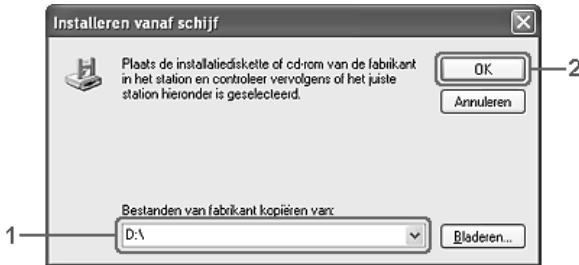 Installeren vanaf schijf
Plaats de installatiediskette of cd-rom van de fabrikant
in het station en controleer vervolgens of het juiste
station hieronder is geselecteerd.
OK
2
Annuleren
Bestanden van fabrikant kopiëren van:
1
D:\
Bladeren...